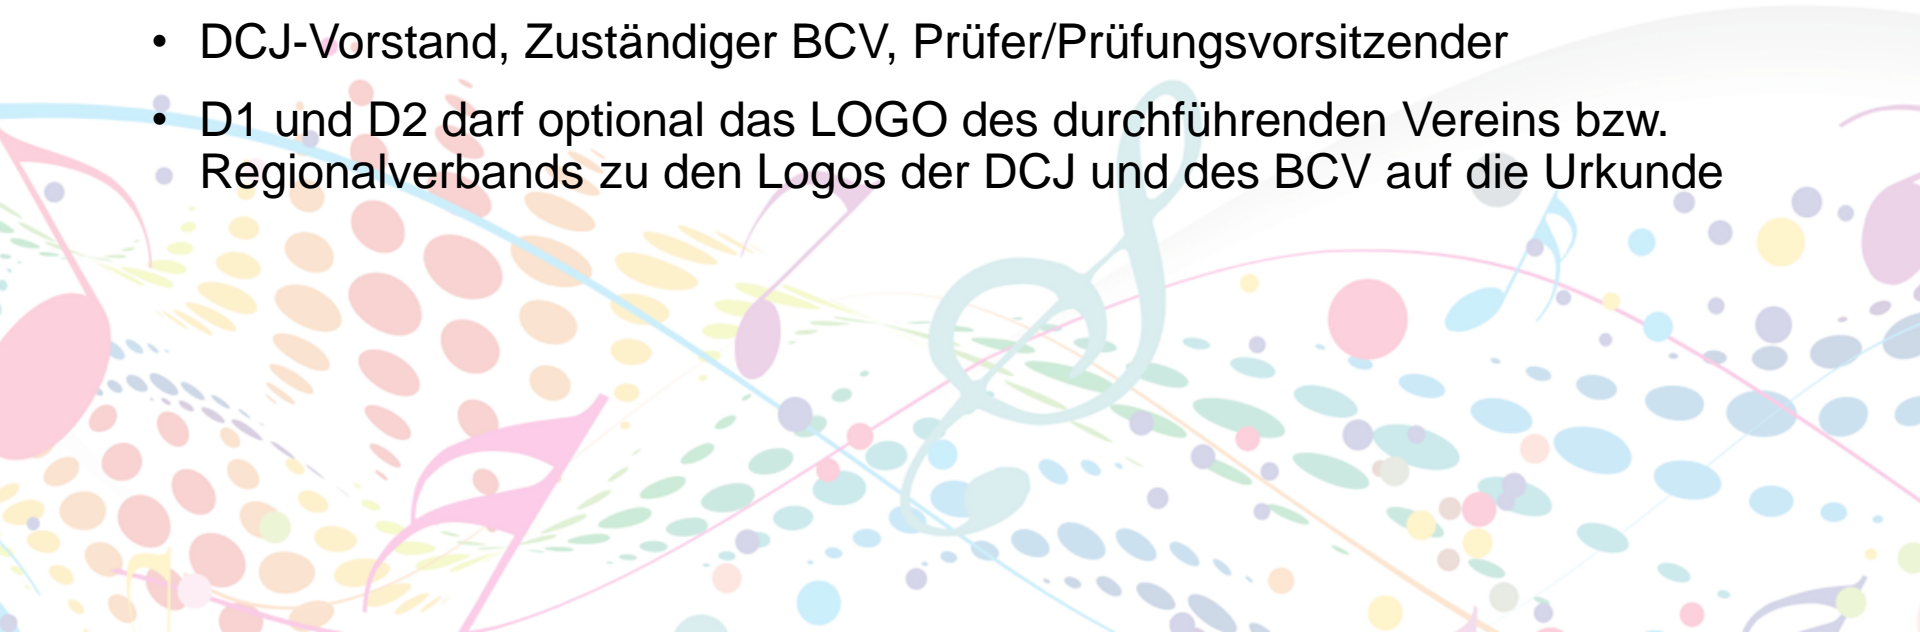 • DCJ-Vorstand, Zuständiger BCV, Prüfer/Prüfungsvorsitzender
• D1 und D2 darf optional das LOGO des durchführenden Vereins bzw.
Regionalverbands zu den Logos der DCJ und des BCV auf die Urkunde